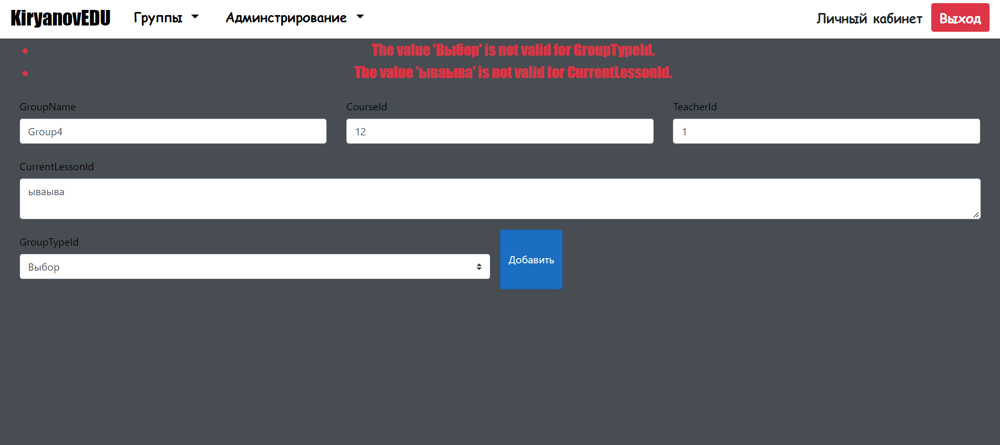 KiryanovEDU Группы Админстрирование Личный кабинет Выход
The value 'Выбор' is not valid for GroupTypeId.
The value 'ываыва' is not valid for CurrentLessonId.
GroupName CourseId TeacherId
Group4 12 1
CurrentLessonId
ываыва
GroupTypeId
Выбор
Добавить